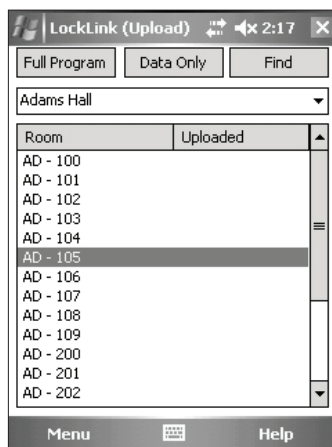 LockLink (Upload) 2:17
Full Program Data Only Find
Adams Hall
Room Uploaded
AD - 100
AD - 101
AD - 102
AD - 103
AD - 104
AD - 105
AD - 106
AD - 107
AD - 108
AD - 109
AD - 200
AD - 201
AD - 202
Menu Help